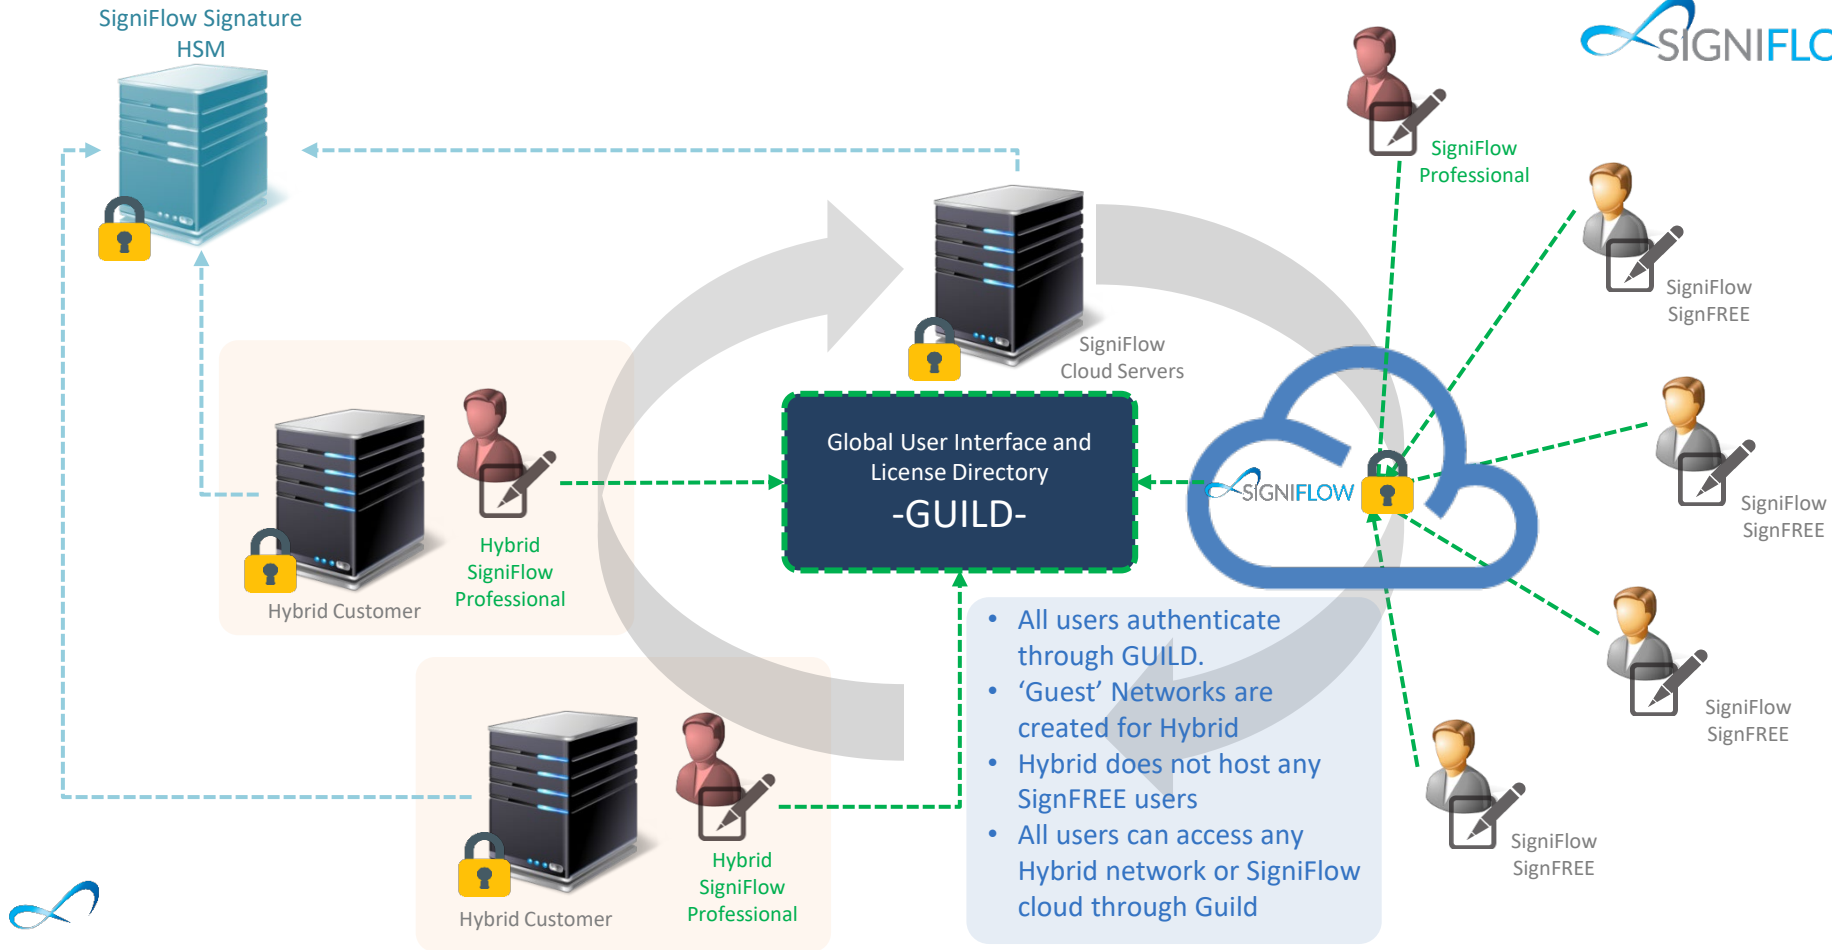 SigniFlow Signature
HSM
SIGNIFLO
SigniFlow
Professional
SigniFlow
SignFREE
SigniFlow
Cloud Servers
Global User Interface and
License Directory
-GUILD-
SIGNIFLOW
SigniFlow
SignFREE
Hybrid
SigniFlow
Professional
Hybrid Customer
• All users authenticate
through GUILD.
• ‘Guest’ Networks are
created for Hybrid
• Hybrid does not host any
SignFREE users
• All users can access any
Hybrid network or SigniFlow
cloud through Guild
SigniFlow
SignFREE
SigniFlow
SignFREE
Hybrid
SigniFlow
Professional
Hybrid Customer